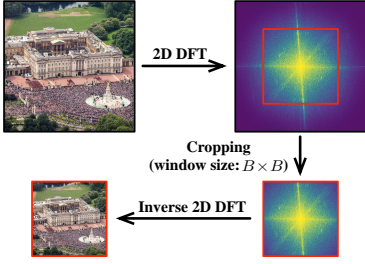 2D DFT
Cropping
(window size: B × B)
Inverse 2D DFT